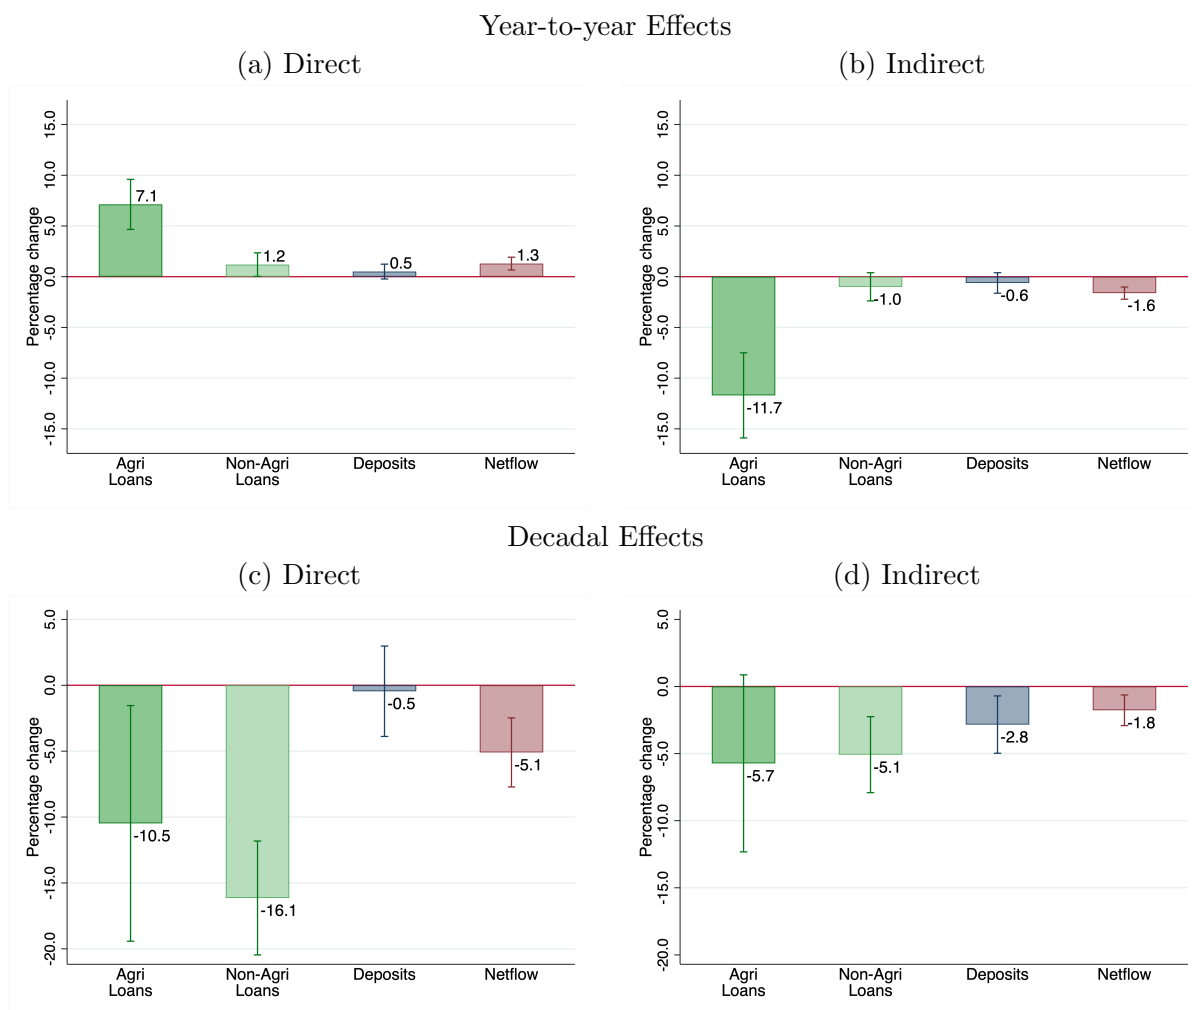 Year-to-year Effects
(a) Direct
(b) Indirect
Percentage change
15.0
10.0
5.0
0.0
-5.0
-10.0
-15.0
7.1
1.2
0.5
1.3
Agri
Loans
Non-Agri
Loans
Deposits
Netflow
Percentage change
15.0
10.0
5.0
0.0
-5.0
-10.0
-15.0
-11.7
-1.0
-0.6
-1.6
Agri
Loans
Non-Agri
Loans
Deposits
Netflow
Decadal Effects
(c) Direct
(d) Indirect
Percentage change
5.0
0.0
-5.0
-10.0
-15.0
-20.0
-10.5
-16.1
-0.5
-5.1
Agri
Loans
Non-Agri
Loans
Deposits
Netflow
Percentage change
5.0
0.0
-5.0
-10.0
-15.0
-20.0
-5.7
-5.1
-2.8
-1.8
Agri
Loans
Non-Agri
Loans
Deposits
Netflow